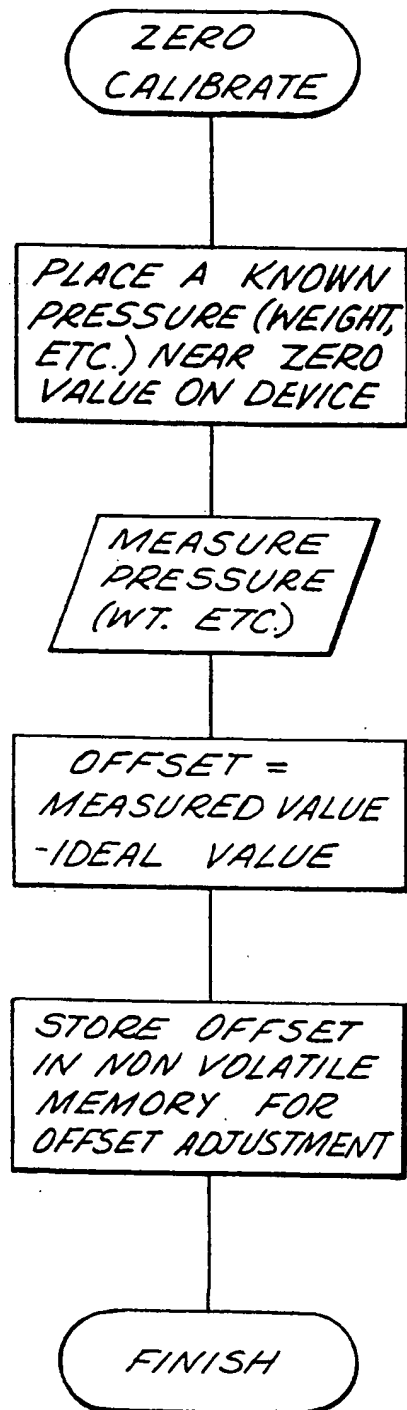 ZERO
CALIBRATE
PLACE A KNOWN
PRESSURE (WEIGHT,
ETC.) NEAR ZERO
VALUE ON DEVICE
MEASURE
PRESSURE
(WT. ETC.)
OFFSET =
MEASURED VALUE
-IDEAL VALUE
STORE OFFSET
IN NON VOLATILE
MEMORY FOR
OFFSET ADJUSTMENT
FINISH